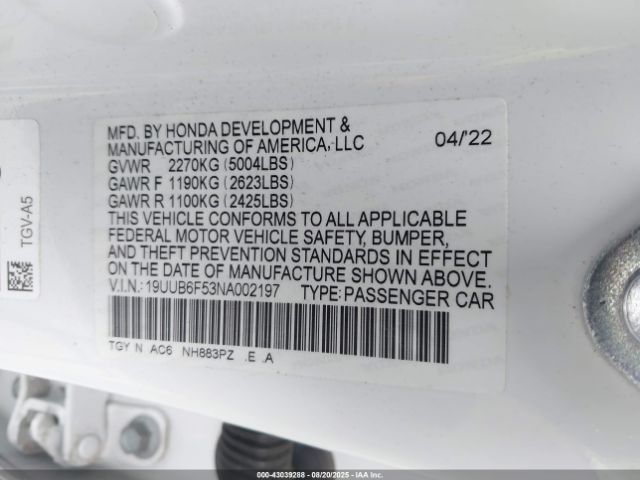 MFD. BY HONDA DEVELOPMENT &
MANUFACTURING OF AMERICA, LLC 04/'22
GVWR 2270KG (5004LBS)
GAWR F 1190KG (2623LBS)
GAWR R 1100KG (2425LBS)
THIS VEHICLE CONFORMS TO ALL APPLICABLE
FEDERAL MOTOR VEHICLE SAFETY, BUMPER,
AND THEFT PREVENTION STANDARDS IN EFFECT
ON THE DATE OF MANUFACTURE SHOWN ABOVE.
V.I.N.: 19UUB6F53NA002197 TYPE: PASSENGER CAR
TGY N AC6 NH883PZ .E .A
TGV-A5
000-43039288 - 08/20/2025 - IAAI.COM